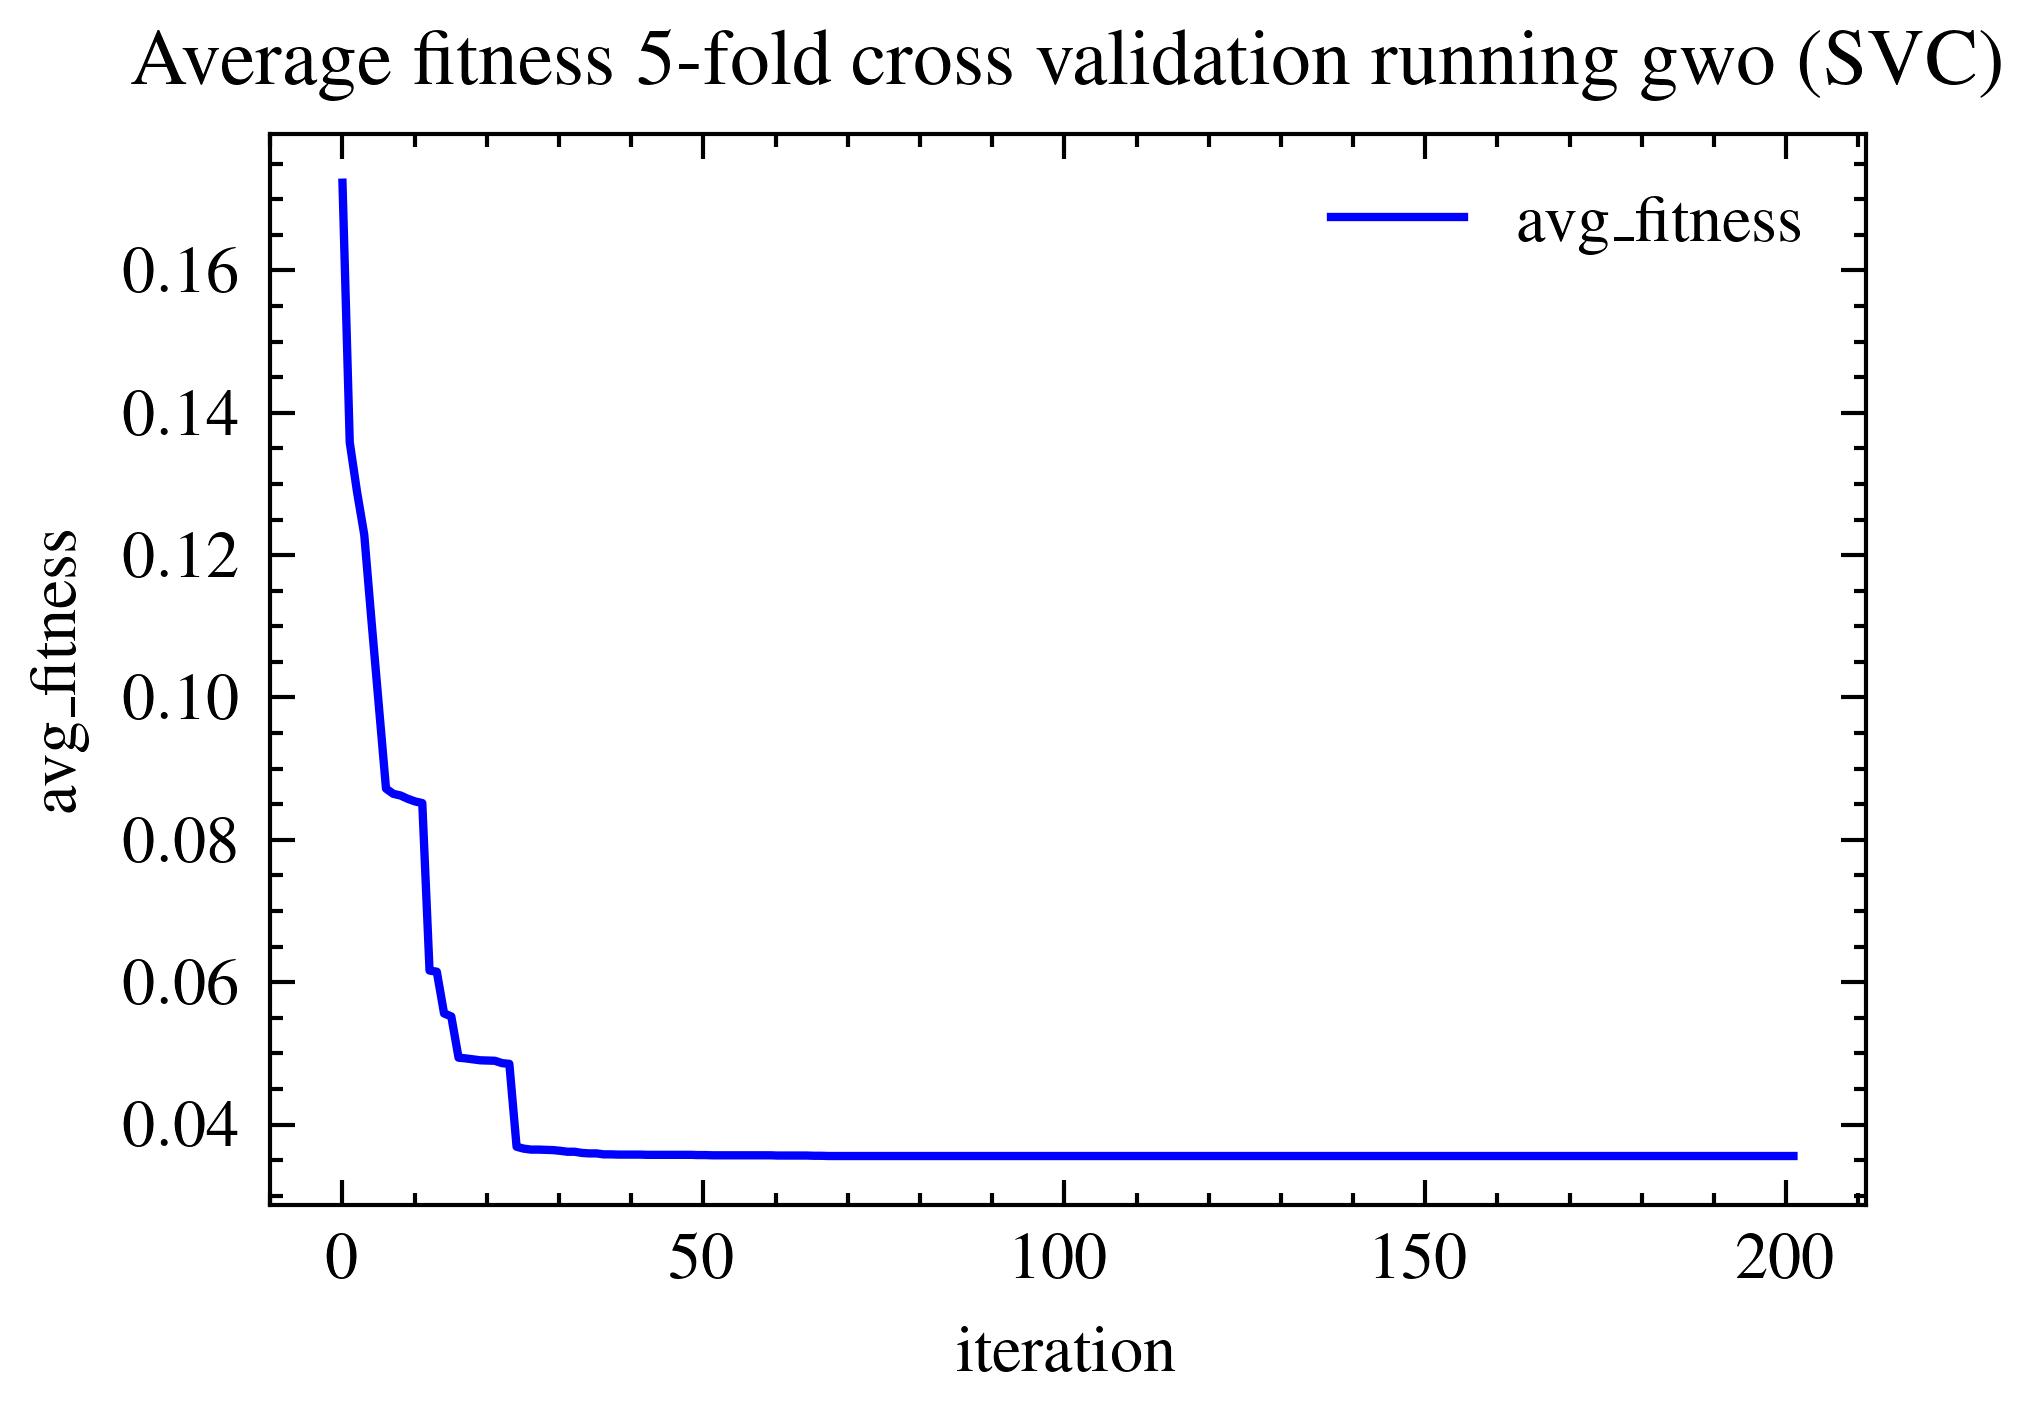 Average fitness 5-fold cross validation running gwo (SVC)
avg_fitness
0.16
0.14
0.12
0.10
0.08
0.06
0.04
avg_fitness
0 50 100 150 200
iteration